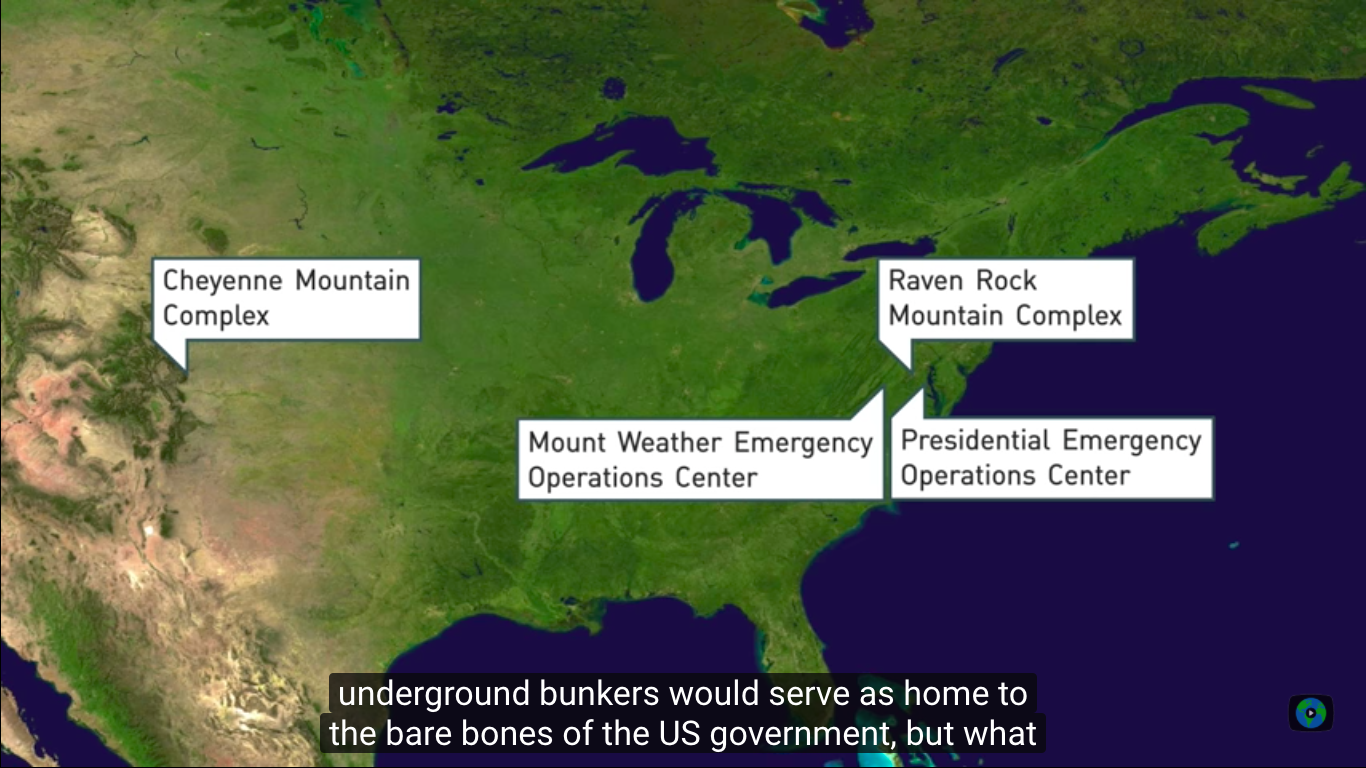 Cheyenne Mountain
Complex
Raven Rock
Mountain Complex
Mount Weather Emergency
Operations Center
Presidential Emergency
Operations Center
underground bunkers would serve as home to
the bare bones of the US government, but what